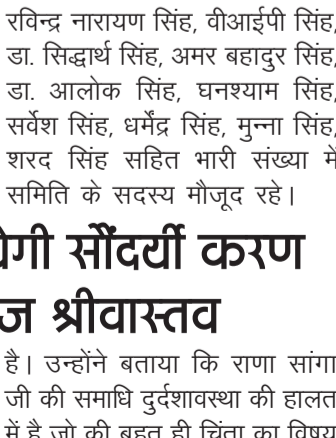 रविन्द्र नारायण सिंह, वीआईपी सिंह,
डा. सिद्धार्थ सिंह, अमर बहादुर सिंह,
डा. आलोक सिंह, घनश्याम सिंह,
सर्वेश सिंह, धर्मेंद्र सिंह, मुन्ना सिंह,
शरद सिंह सहित भारी संख्या में
समिति के सदस्य मौजूद रहे।
सौंदर्यी करण
श्रीवास्तव
है। उन्होंने बताया कि राणा सांगा
जी की समाधि दुर्दशावस्था की हालत
में है जो की बहुत ही चिंता का विषय